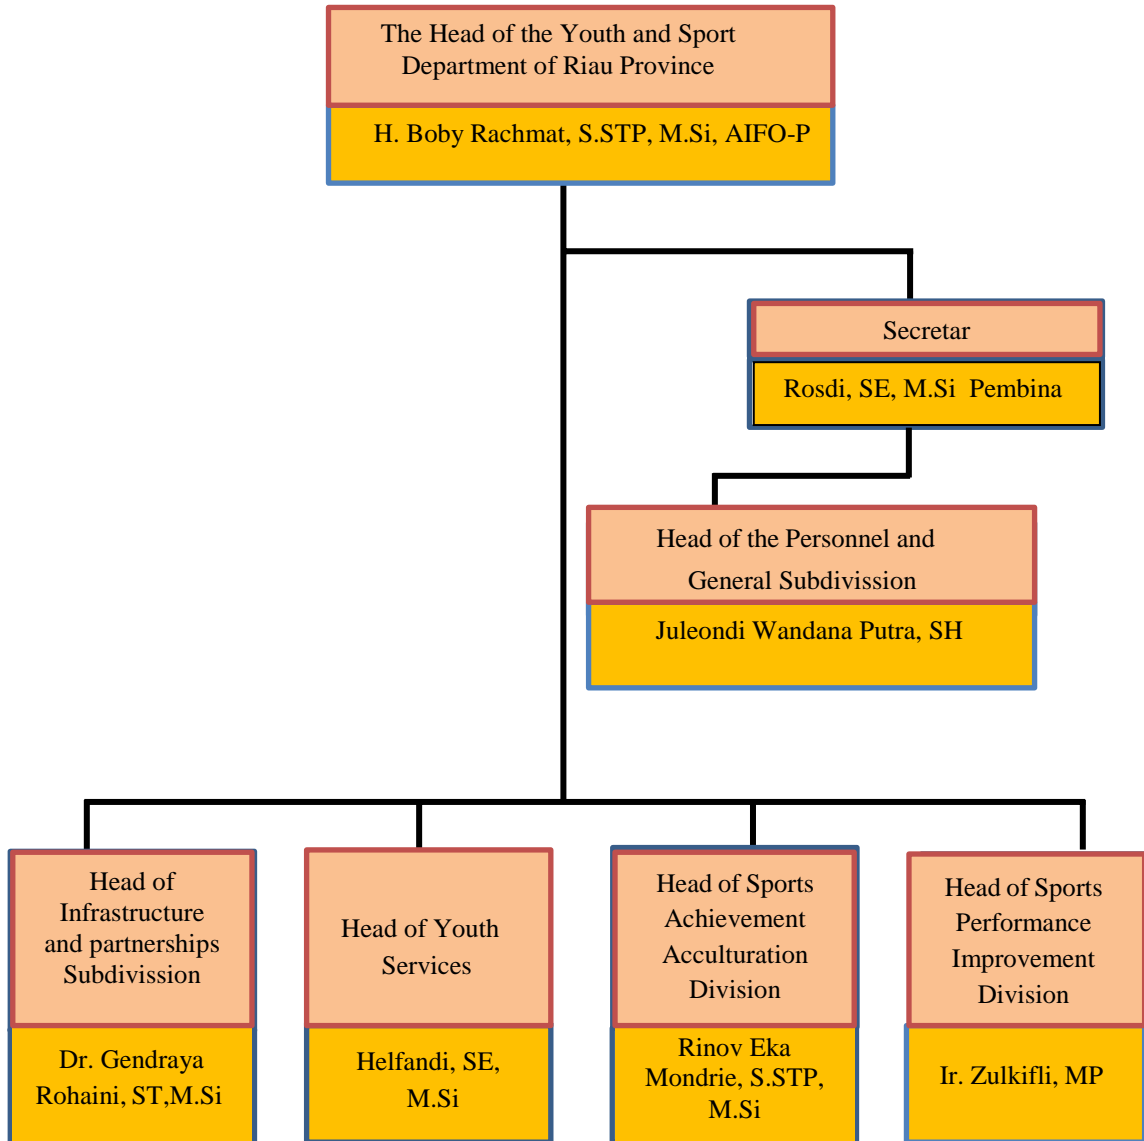 The Head of the Youth and Sport
Department of Riau Province
H. Boby Rachmat, S.STP, M.Si, AIFO-P
Secretar
Rosdi, SE, M.Si Pembina
Head of the Personnel and
General Subdivission
Juleondi Wandana Putra, SH
Head of
Infrastructure
and partnerships
Subdivission
Dr. Gendraya
Rohaini, ST,M.Si
Head of Youth
Services
Helfandi, SE,
M.Si
Head of Sports
Achievement
Acculturation
Division
Rinov Eka
Mondrie, S.STP,
M.Si
Head of Sports
Performance
Improvement
Division
Ir. Zulkifli, MP